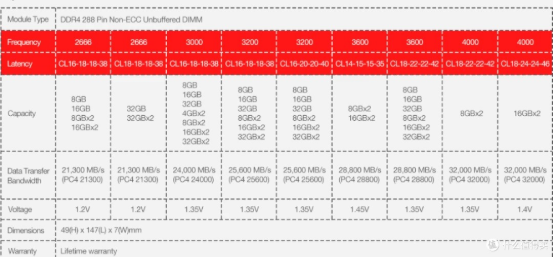 Module Type DDR4 288 Pin Non-ECC Unbuffered DIMM
Frequency 2666 2666 3000 3200 3200 3600 3600 4000 4000
Latency CL16-18-18-38 CL18-18-18-38 CL16-18-18-38 CL16-18-18-38 CL16-20-20-40 CL14-15-15-35 CL18-22-22-42 CL18-22-22-42 CL18-24-24-46
Capacity
8GB
16GB
8GBx2
16GBx2
32GB
32GBx2
8GB
16GB
32GB
4GBx2
8GBx2
16GBx2
32GBx2
8GB
16GB
32GB
8GBx2
16GBx2
32GBx2
8GB
16GB
32GB
8GBx2
16GBx2
32GBx2
8GBx2
16GBx2
8GB
16GB
32GB
8GBx2
16GBx2
32GBx2
8GBx2
16GBx2
Data Transfer Bandwidth
21,300 MB/s (PC4 21300)
21,300 MB/s (PC4 21300)
24,000 MB/s (PC4 24000)
25,600 MB/s (PC4 25600)
25,600 MB/s (PC4 25600)
28,800 MB/s (PC4 28800)
28,800 MB/s (PC4 28800)
32,000 MB/s (PC4 32000)
32,000 MB/s (PC4 32000)
Voltage 1.2V 1.2V 1.35V 1.35V 1.35V 1.45V 1.35V 1.35V 1.4V
Dimensions 49(H) x 147(L) x 7(W)mm
Warranty Lifetime warranty
值 什么值得买